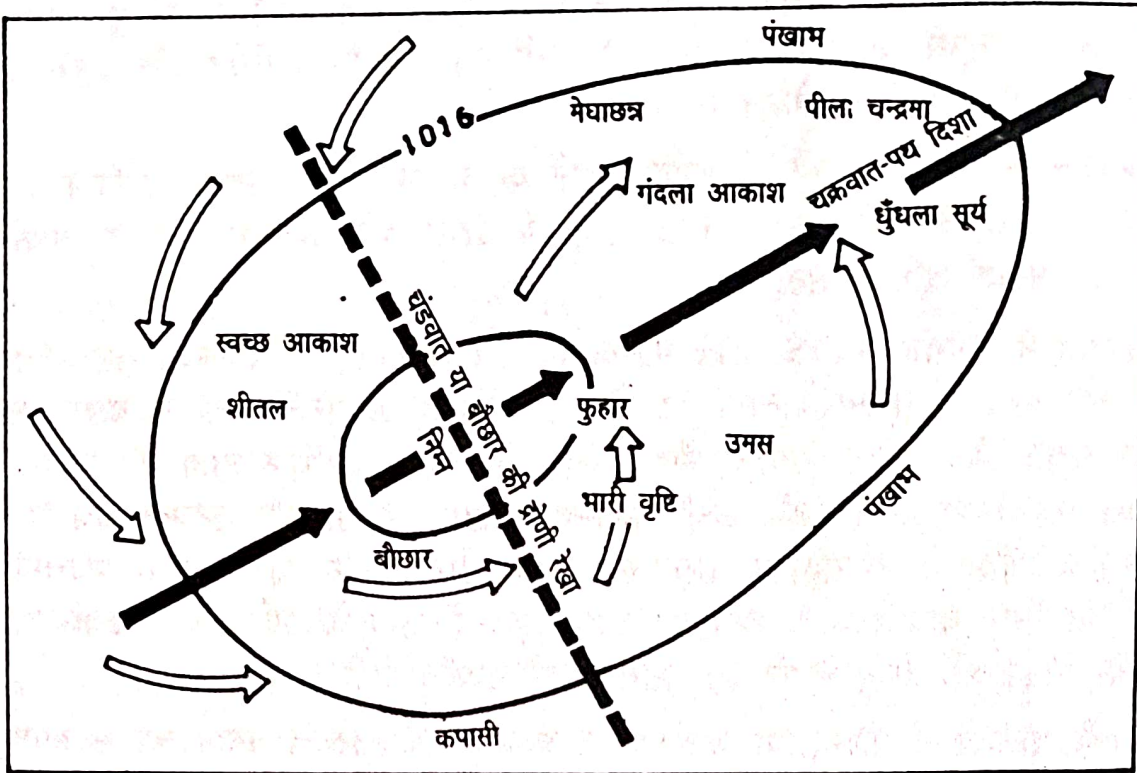 पंखाभ
1016
मेघाछन्न
पीला चन्द्रमा
गंदला आकाश
चक्रवात-पथ दिशा
धुँधला सूर्य
स्वच्छ आकाश
शीतल
चंडवात या बौछार की द्रोणी रेखा
निम्न
फुहार
उमस
भारी वृष्टि
पंखाभ
बौछार
कपासी